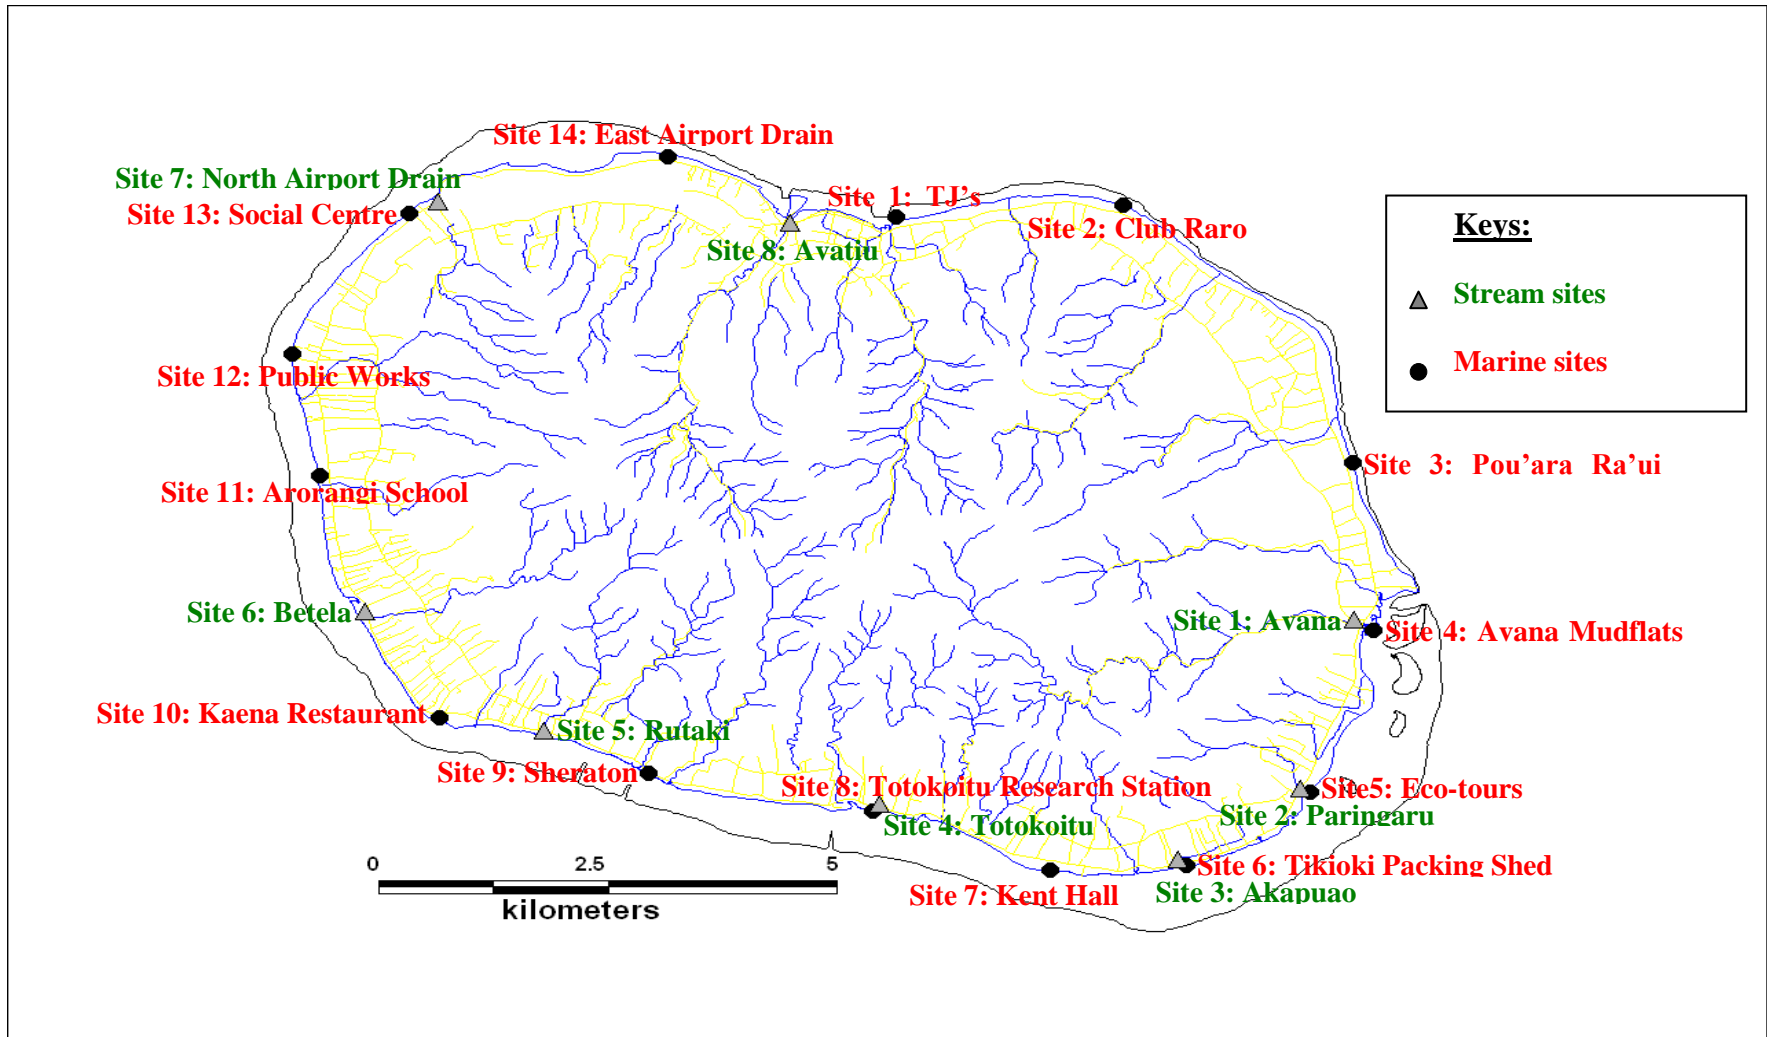 Site 14: East Airport Drain
Site 7: North Airport Drain
Site 13: Social Centre
Site 1: TJ's
Site 2: Club Raro
Site 8: Avatiu
Keys:
Stream sites
Marine sites
Site 12: Public Works
Site 3: Pou'ara Ra'ui
Site 11: Arorangi School
Site 6: Betela
Site 1: Avana
Site 4: Avana Mudflats
Site 10: Kaena Restaurant
Site 5: Rutaki
Site 9: Sheraton
Site 8: Totokoitu Research Station
Site5: Eco-tours
Site 2: Paringaru
Site 4: Totokoitu
0 2.5 5
kilometers
Site 6: Tikioki Packing Shed
Site 7: Kent Hall
Site 3: Akapuao